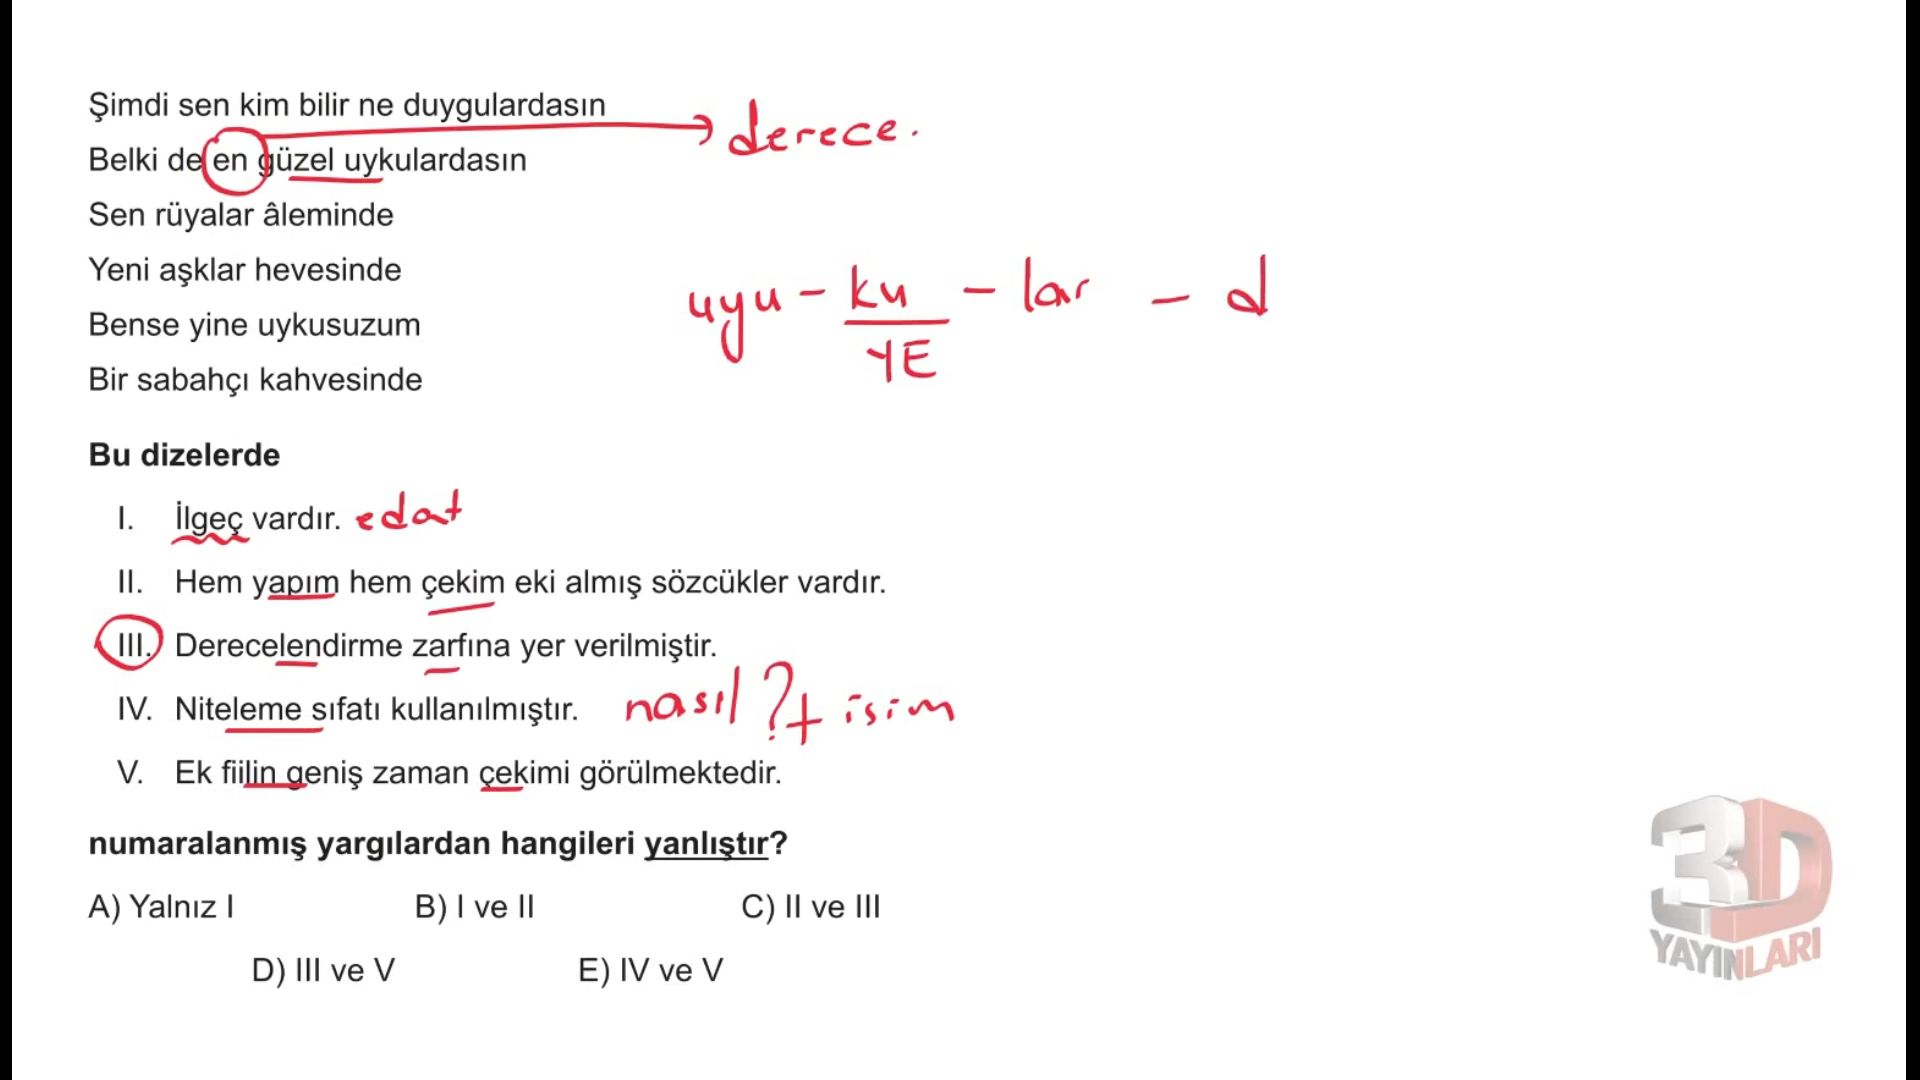 Şimdi sen kim bilir ne duygulardasın
derece.
Belki de en güzel uykulardasın
Sen rüyalar âleminde
Yeni aşklar hevesinde
uyu - ku - lar - d
YE
Bense yine uykusuzum
Bir sabahçı kahvesinde
Bu dizelerde
I. İlgeç vardır. edat
II. Hem yapım hem çekim eki almış sözcükler vardır.
III. Derecelendirme zarfına yer verilmiştir.
IV. Niteleme sıfatı kullanılmıştır. nasıl? + isim
V. Ek fiilin geniş zaman çekimi görülmektedir.
numaralanmış yargılardan hangileri yanlıştır?
A) Yalnız I B) I ve II C) II ve III
D) III ve V E) IV ve V
3D
YAYINLARI